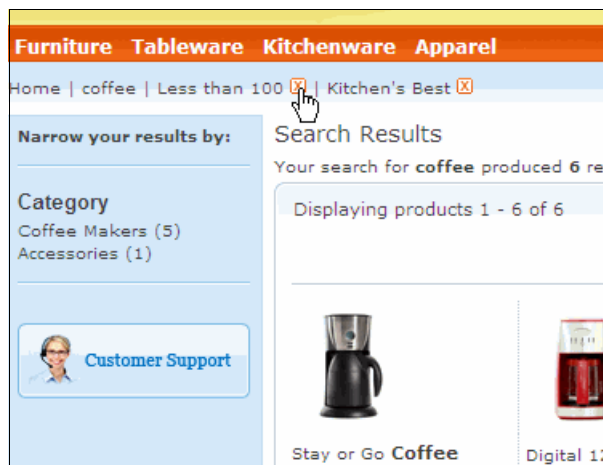 Furniture Tableware Kitchenware Apparel
Home | coffee | Less than 100 | Kitchen's Best
Narrow your results by:
Category
Coffee Makers (5)
Accessories (1)
Customer Support
Search Results
Your search for coffee produced 6 re
Displaying products 1 - 6 of 6
Stay or Go Coffee
Digital 12